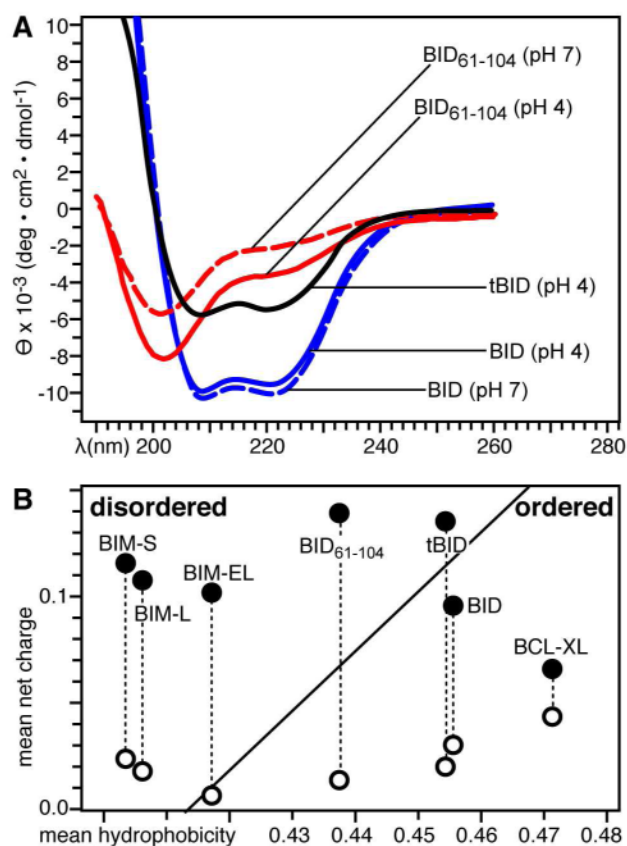 A
10
8
6
4
2
0
-2
-4
-6
-8
-10
Θ x 10⁻³ (deg • cm² • dmol⁻¹)
BID₆₁₋₁₀₄ (pH 7)
BID₆₁₋₁₀₄ (pH 4)
tBID (pH 4)
BID (pH 4)
BID (pH 7)
λ(nm) 200 220 240 260 280
B
disordered ordered
BIM-S
BIM-L
BIM-EL
BID₆₁₋₁₀₄
tBID
BID
BCL-XL
0.1
0.0
mean net charge
mean hydrophobicity 0.43 0.44 0.45 0.46 0.47 0.48